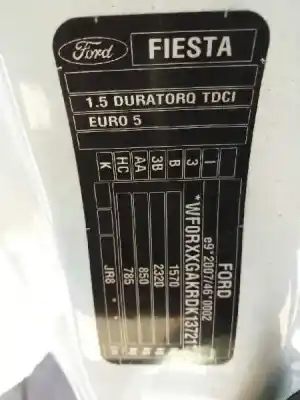 Ford
FIESTA
1.5 DURATORQ TDCI
EURO 5
FORD
e9*2007/46*0002
*WF0RXXGAKRDK13721
1570
2320
850
785
JR8
I
3
B
3B
AA
HC
K